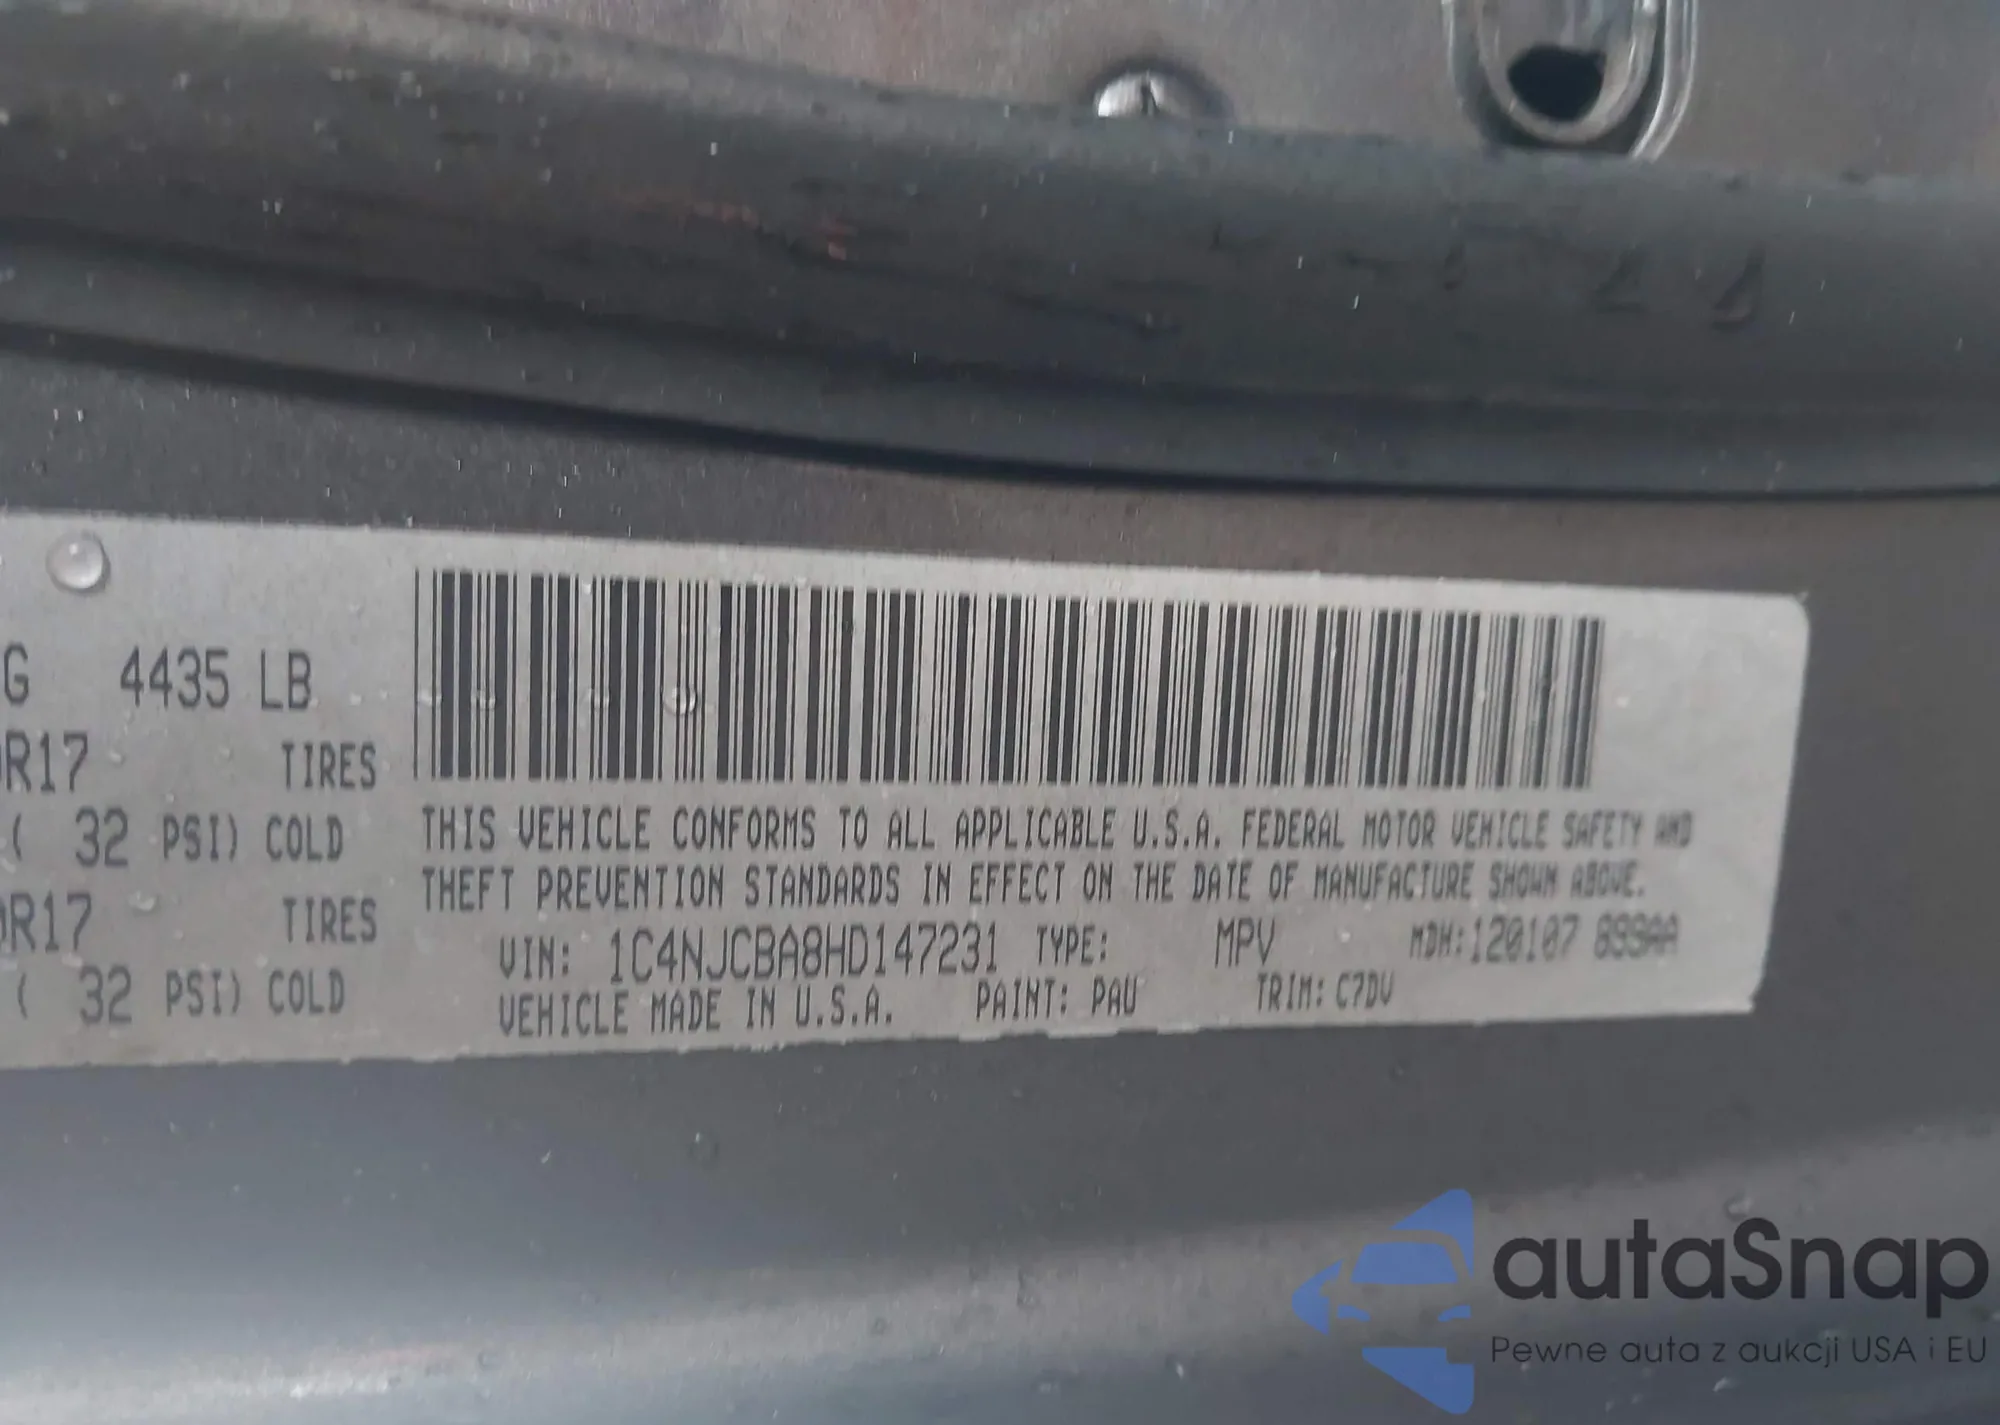 G 4435 LB
R17 TIRES
( 32 PSI) COLD
THIS VEHICLE CONFORMS TO ALL APPLICABLE U.S.A. FEDERAL MOTOR VEHICLE SAFETY AND
THEFT PREVENTION STANDARDS IN EFFECT ON THE DATE OF MANUFACTURE SHOWN ABOVE.
R17 TIRES
VIN: 1C4NJCBA8HD147231 TYPE: MPV MDH:120107
( 32 PSI) COLD
VEHICLE MADE IN U.S.A. PAINT: PAU TRIM: C7DV
autaSnap
Pewne auta z aukcji USA i EU